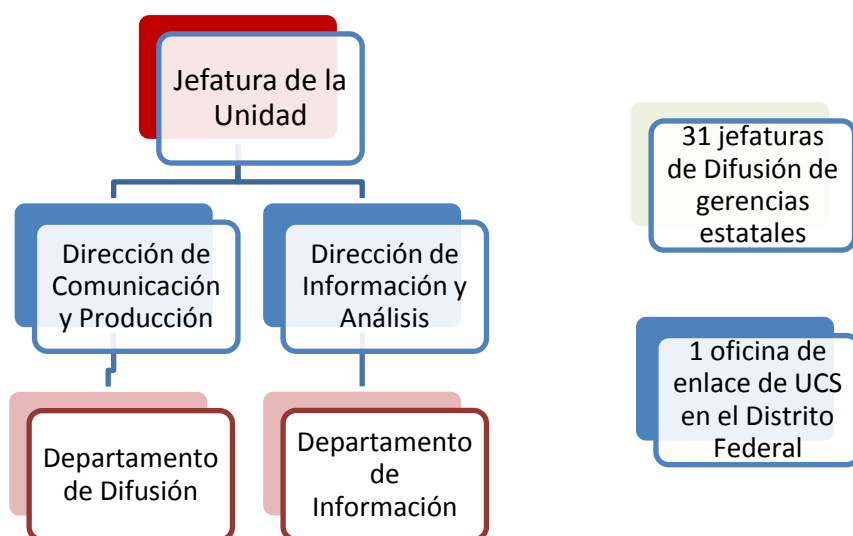 Jefatura de la
Unidad
Dirección de
Comunicación
y Producción
Dirección de
Información y
Análisis
Departamento
de Difusión
Departamento
de
Información
31 jefaturas
de Difusión de
gerencias
estatales
1 oficina de
enlace de UCS
en el Distrito
Federal